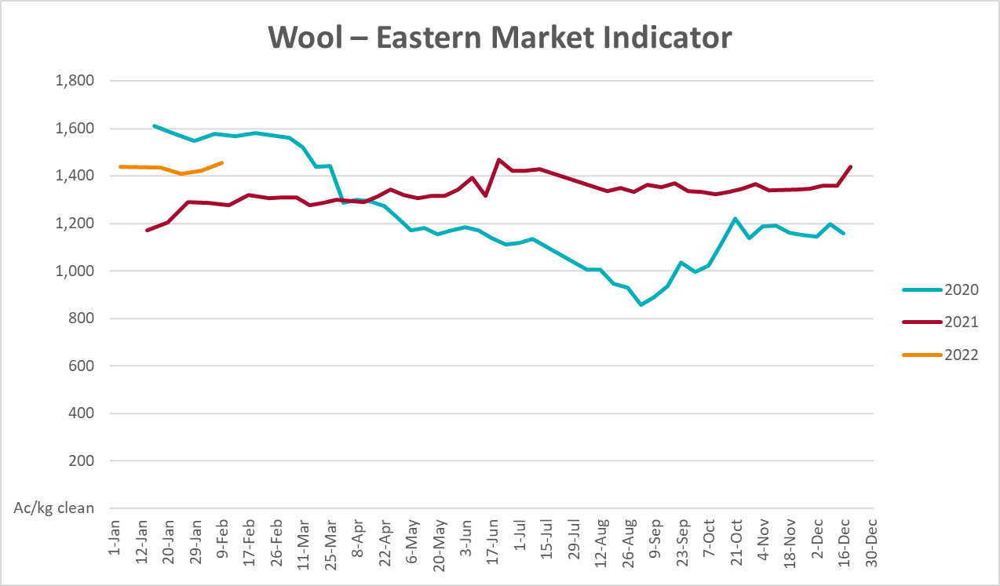 Wool – Eastern Market Indicator
1,800
1,600
1,400
1,200
1,000
800
600
400
200
Ac/kg clean
1-Jan
12-Jan
20-Jan
29-Jan
9-Feb
17-Feb
26-Feb
11-Mar
25-Mar
8-Apr
22-Apr
6-May
20-May
3-Jun
17-Jun
1-Jul
15-Jul
29-Jul
12-Aug
26-Aug
9-Sep
23-Sep
7-Oct
21-Oct
4-Nov
18-Nov
2-Dec
16-Dec
30-Dec
2020
2021
2022